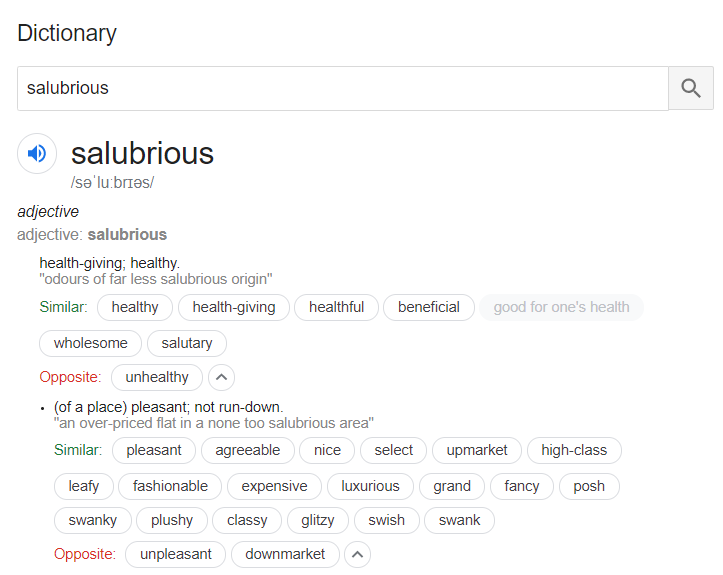 Dictionary
salubrious
salubrious
/səˈluːbrɪəs/
adjective
adjective: salubrious
health-giving; healthy.
"odours of far less salubrious origin"
Similar: healthy health-giving healthful beneficial good for one's health
wholesome salutary
Opposite: unhealthy
• (of a place) pleasant; not run-down.
"an over-priced flat in a none too salubrious area"
Similar: pleasant agreeable nice select upmarket high-class
leafy fashionable expensive luxurious grand fancy posh
swanky plushy classy glitzy swish swank
Opposite: unpleasant downmarket